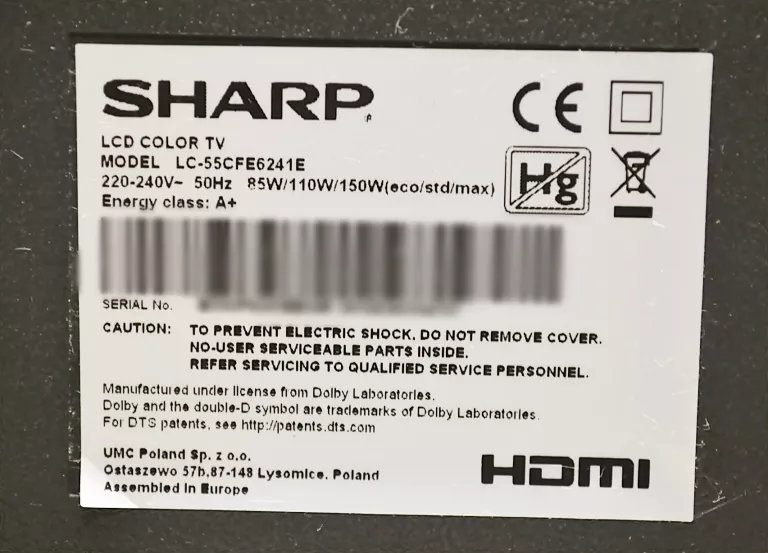 SHARP
LCD COLOR TV
MODEL LC-55CFE6241E
220-240V~ 50Hz 85W/110W/150W(eco/std/max)
Energy class: A+
CE
Hg
SERIAL No.
CAUTION: TO PREVENT ELECTRIC SHOCK, DO NOT REMOVE COVER.
NO-USER SERVICEABLE PARTS INSIDE.
REFER SERVICING TO QUALIFIED SERVICE PERSONNEL.
Manufactured under license from Dolby Laboratories.
Dolby and the double-D symbol are trademarks of Dolby Laboratories.
For DTS patents, see http://patents.dts.com
UMC Poland Sp. z o.o.
Ostaszewo 57b,87-148 Lysomice, Poland
Assembled in Europe
HDMI